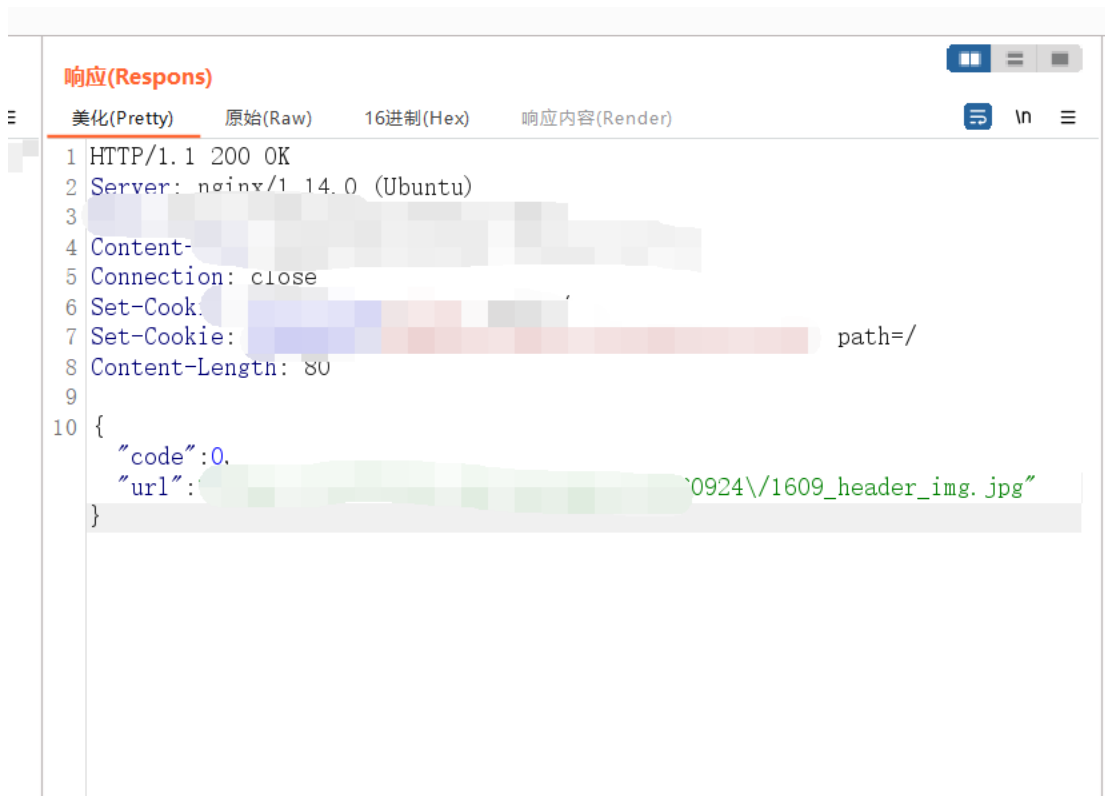 响应(Respons)
美化(Pretty) 原始(Raw) 16进制(Hex) 响应内容(Render) \n
1 HTTP/1.1 200 OK
2 Server: nginx/1.14.0 (Ubuntu)
3
4 Content-
5 Connection: close
6 Set-Cooki
7 Set-Cookie: path=/
8 Content-Length: 80
9
10 {
"code":0,
"url": 0924\/1609_header_img.jpg"
}